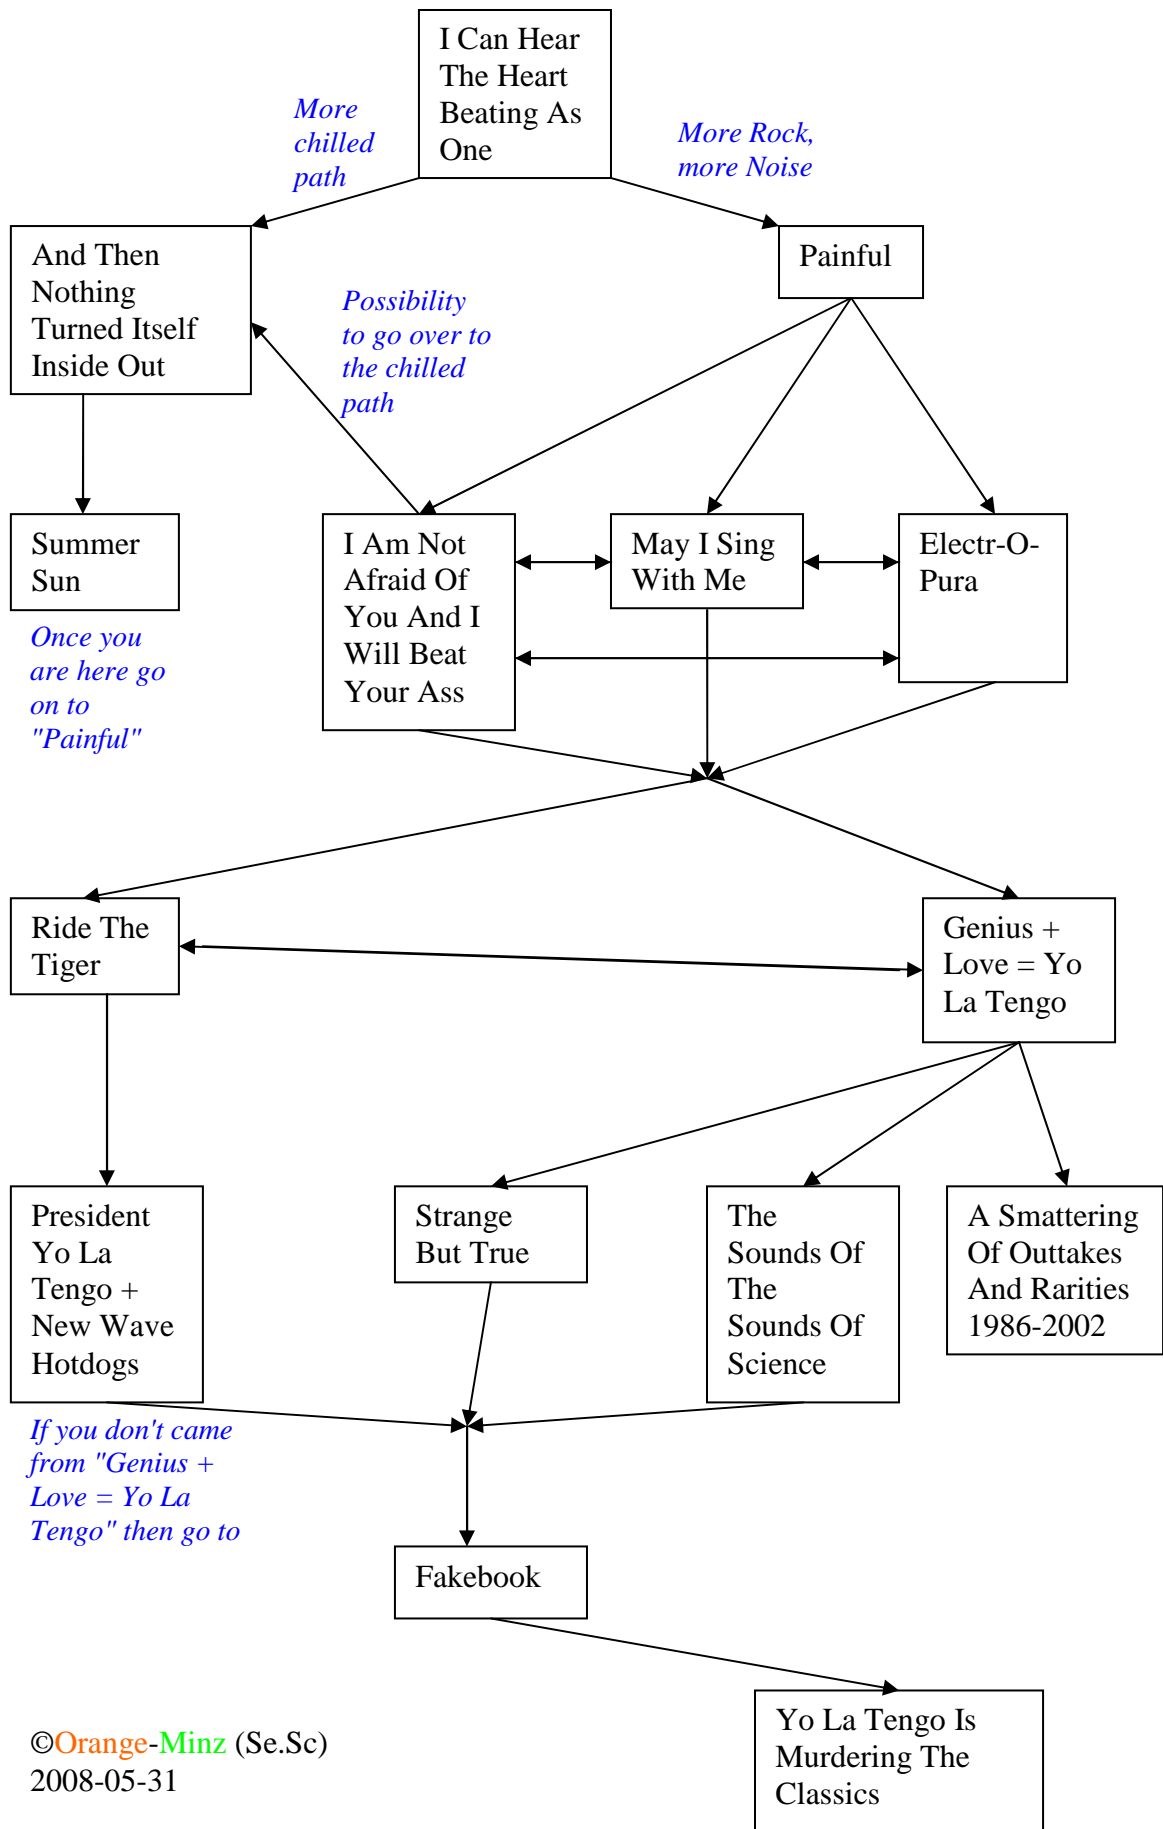 I Can Hear
The Heart
Beating As
One
More
chilled
path
More Rock,
more Noise
And Then
Nothing
Turned Itself
Inside Out
Possibility
to go over to
the chilled
path
Painful
Summer
Sun
Once you
are here go
on to
"Painful"
I Am Not
Afraid Of
You And I
Will Beat
Your Ass
May I Sing
With Me
Electr-O-
Pura
Ride The
Tiger
Genius +
Love = Yo
La Tengo
President
Yo La
Tengo +
New Wave
Hotdogs
If you don't came
from "Genius +
Love = Yo La
Tengo" then go to
Strange
But True
The
Sounds Of
The
Sounds Of
Science
A Smattering
Of Outtakes
And Rarities
1986-2002
Fakebook
Yo La Tengo Is
Murdering The
Classics
©Orange-Minz (Se.Sc)
2008-05-31